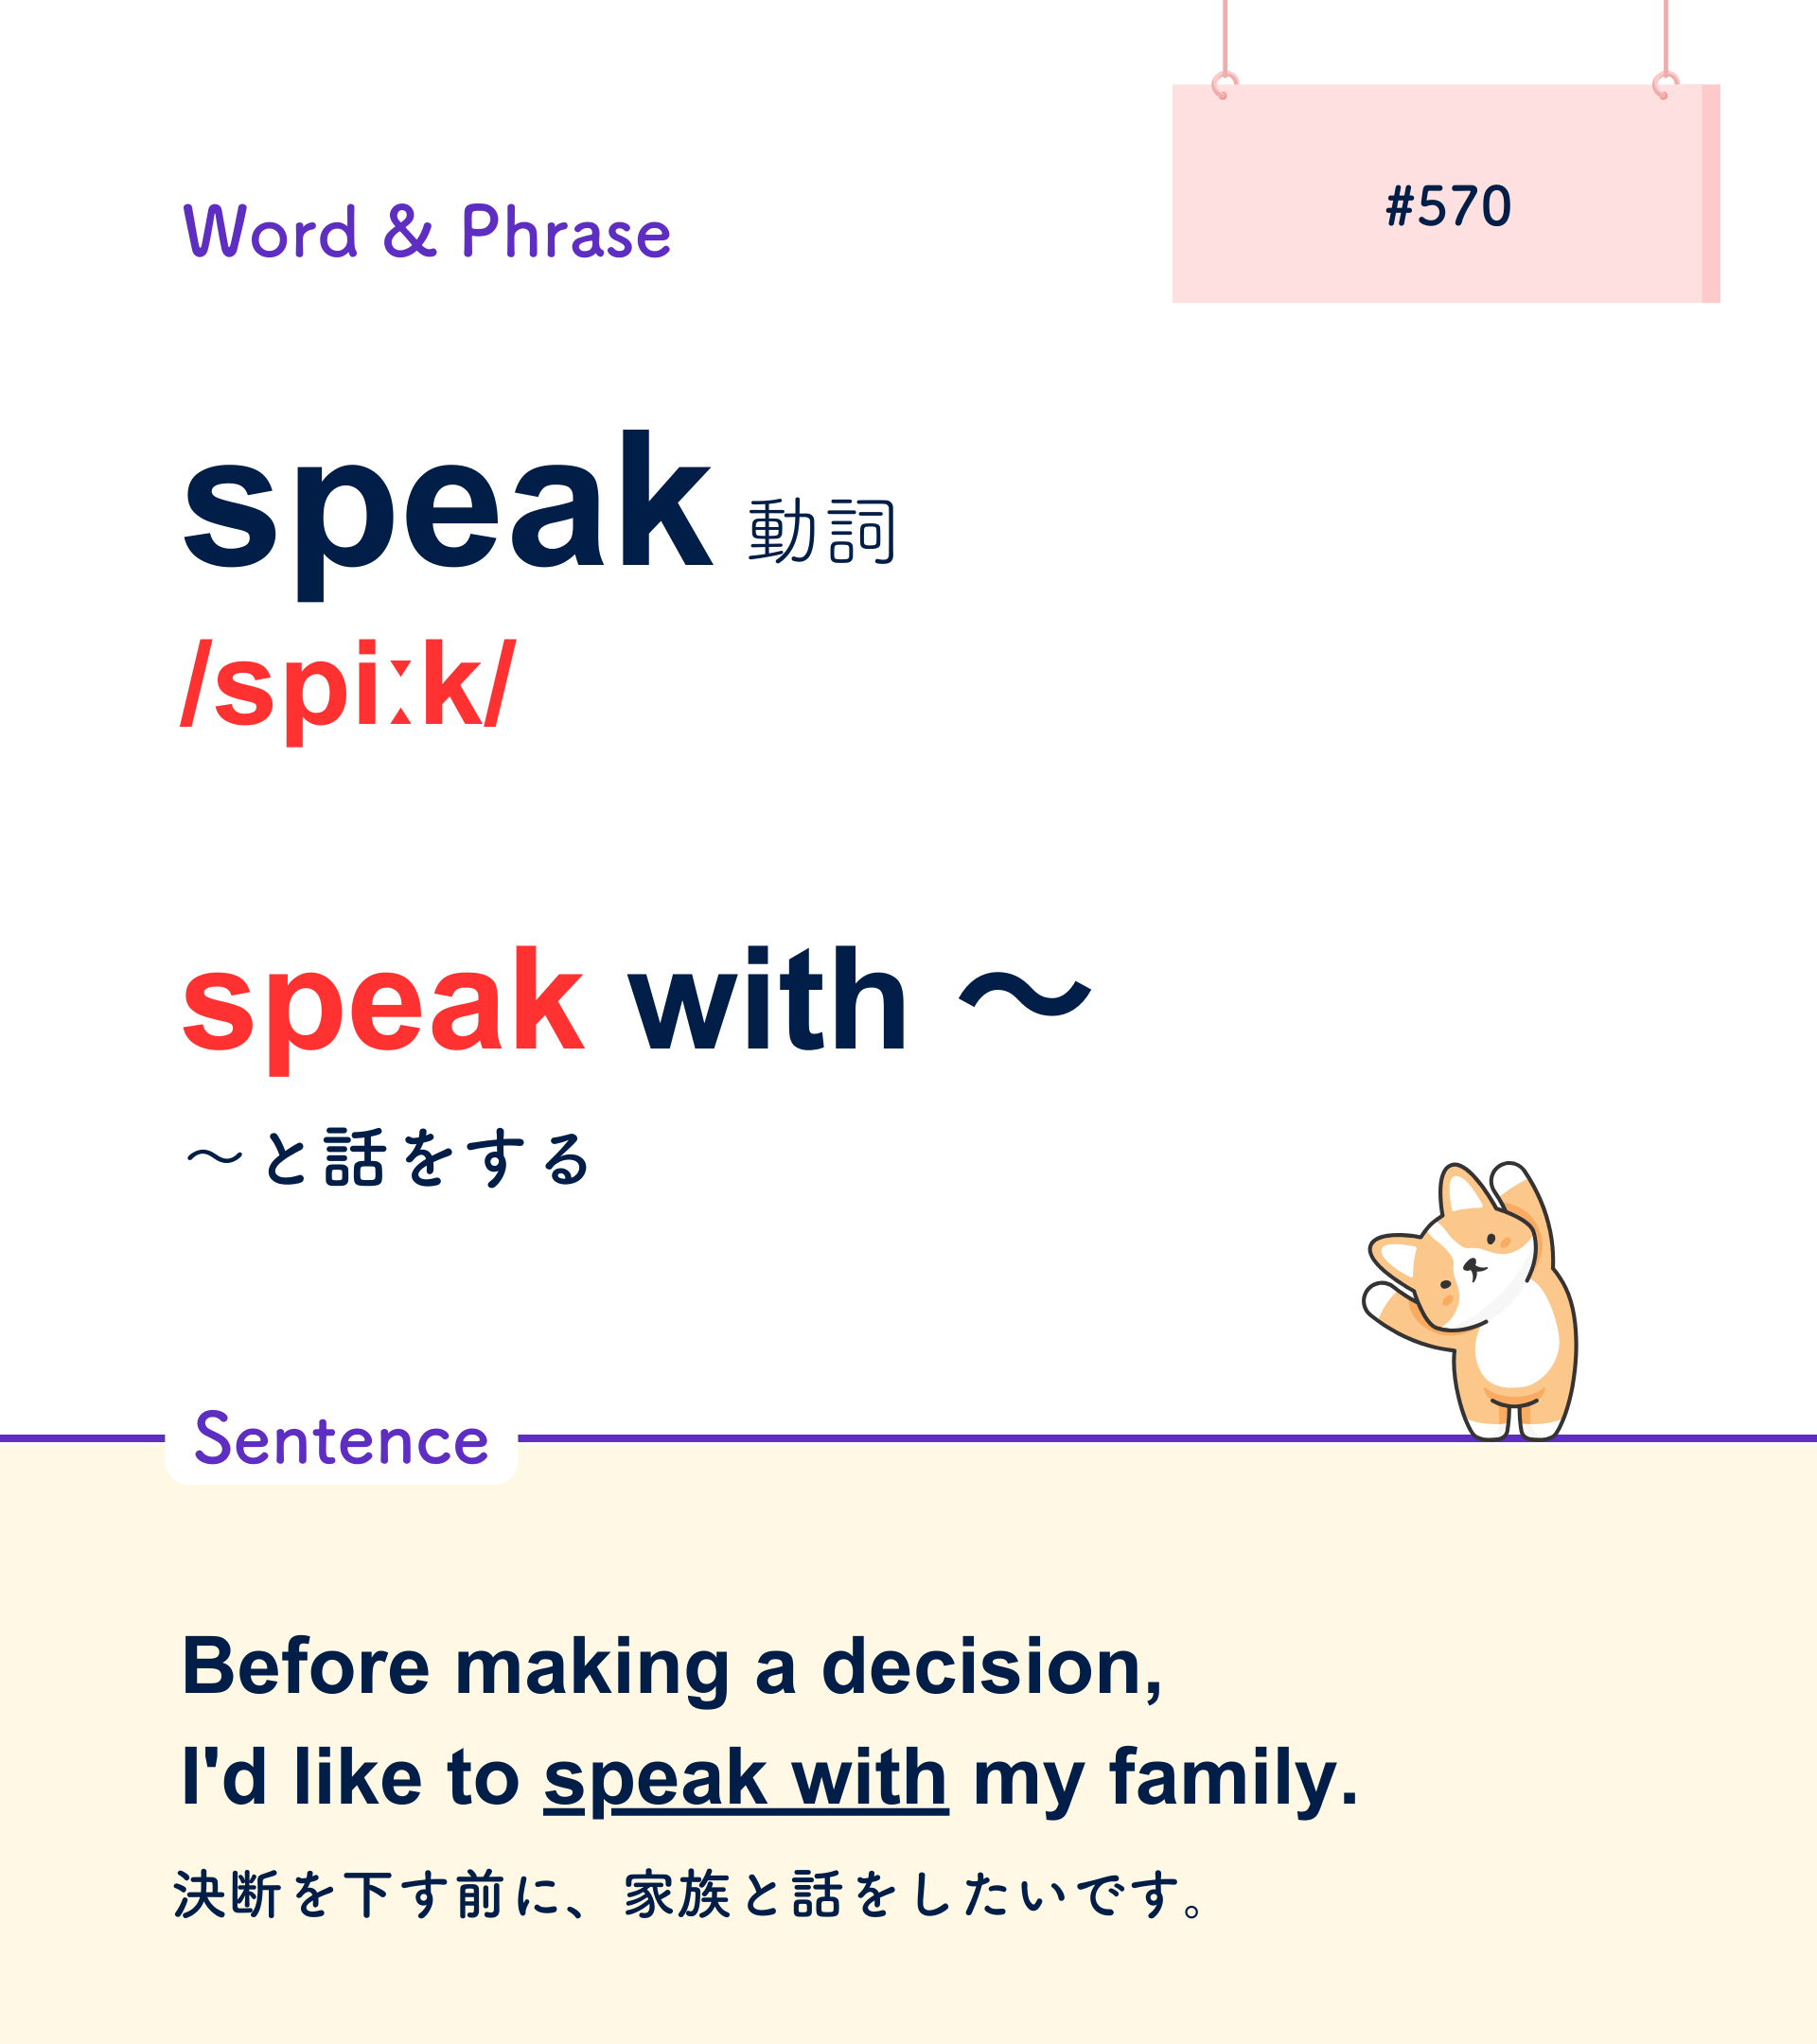 #570
Word & Phrase
speak 動詞
/spiːk/
speak with 〜
〜と話をする
Sentence
Before making a decision,
I'd like to speak with my family.
決断を下す前に、家族と話をしたいです。